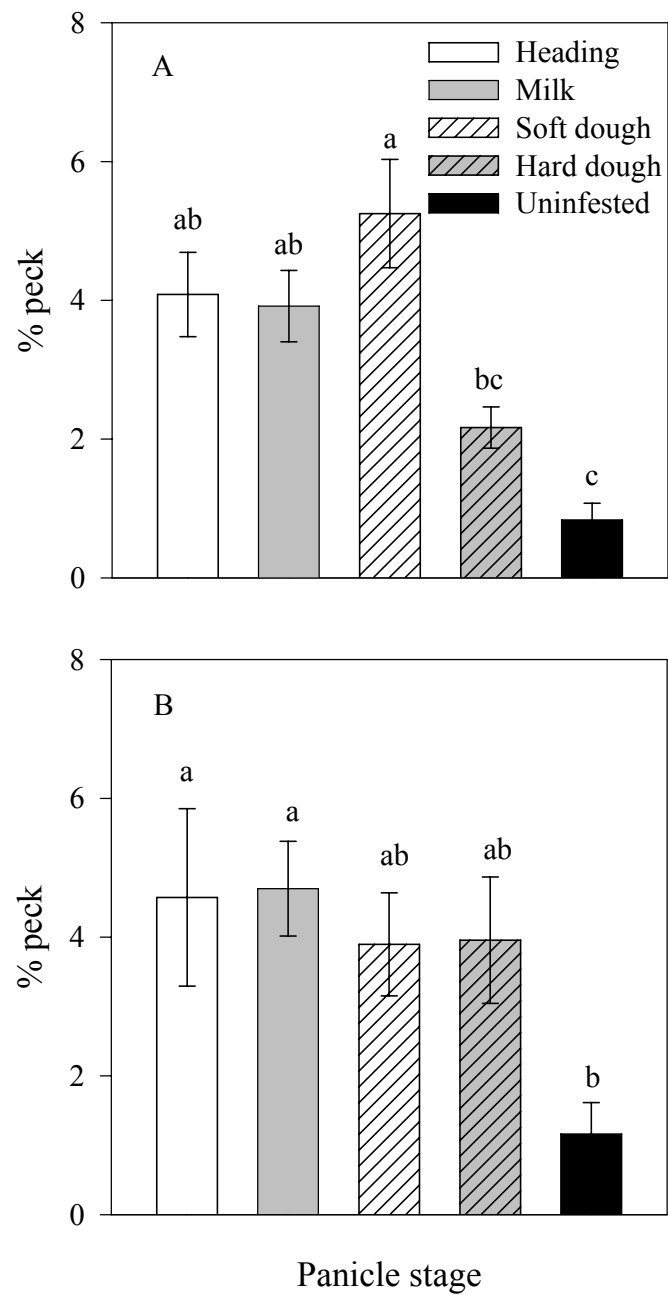 8
A
Heading
Milk
Soft dough
Hard dough
Uninfested
a
6
ab
ab
4
% peck
bc
2
c
0
8
B
a
6
a
ab
ab
4
% peck
2
b
0
Panicle stage